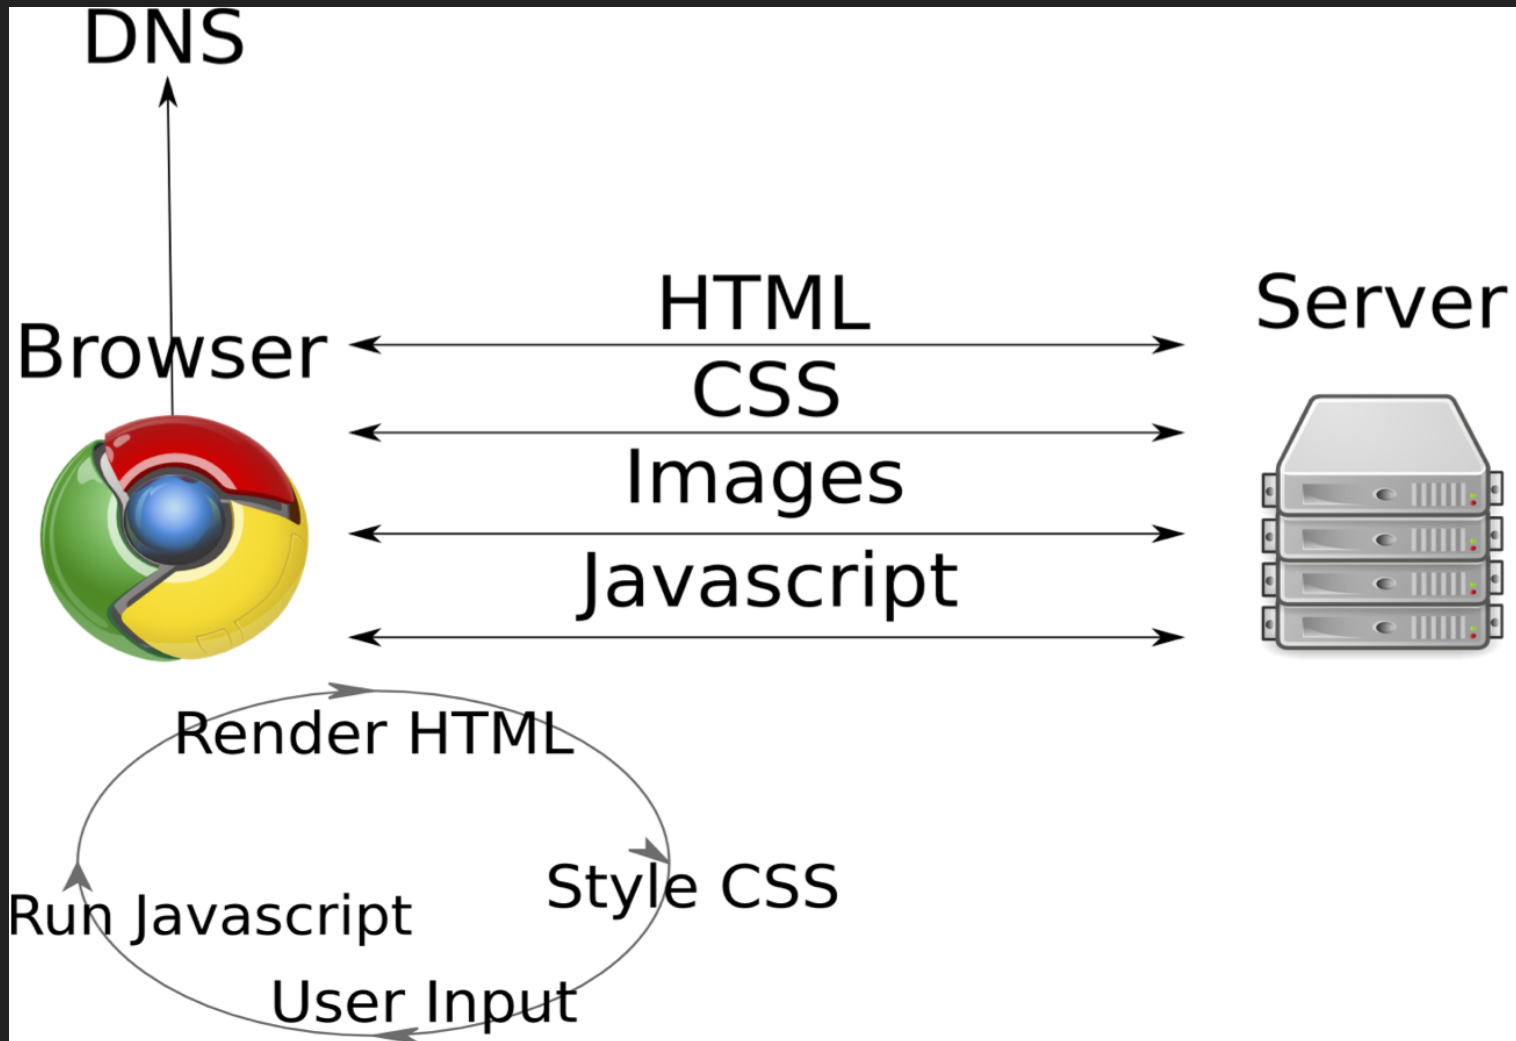 DNS
Browser
HTML
Server
CSS
Images
Javascript
Render HTML
Style CSS
Run Javascript
User Input